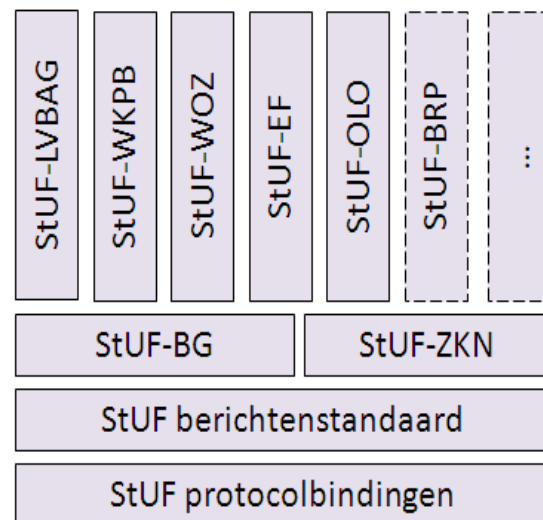 StUF-LVBAG
StUF-WKPB
StUF-WOZ
StUF-EF
StUF-OLO
StUF-BRP
...
StUF-BG
StUF-ZKN
StUF berichtenstandaard
StUF protocolbindingen